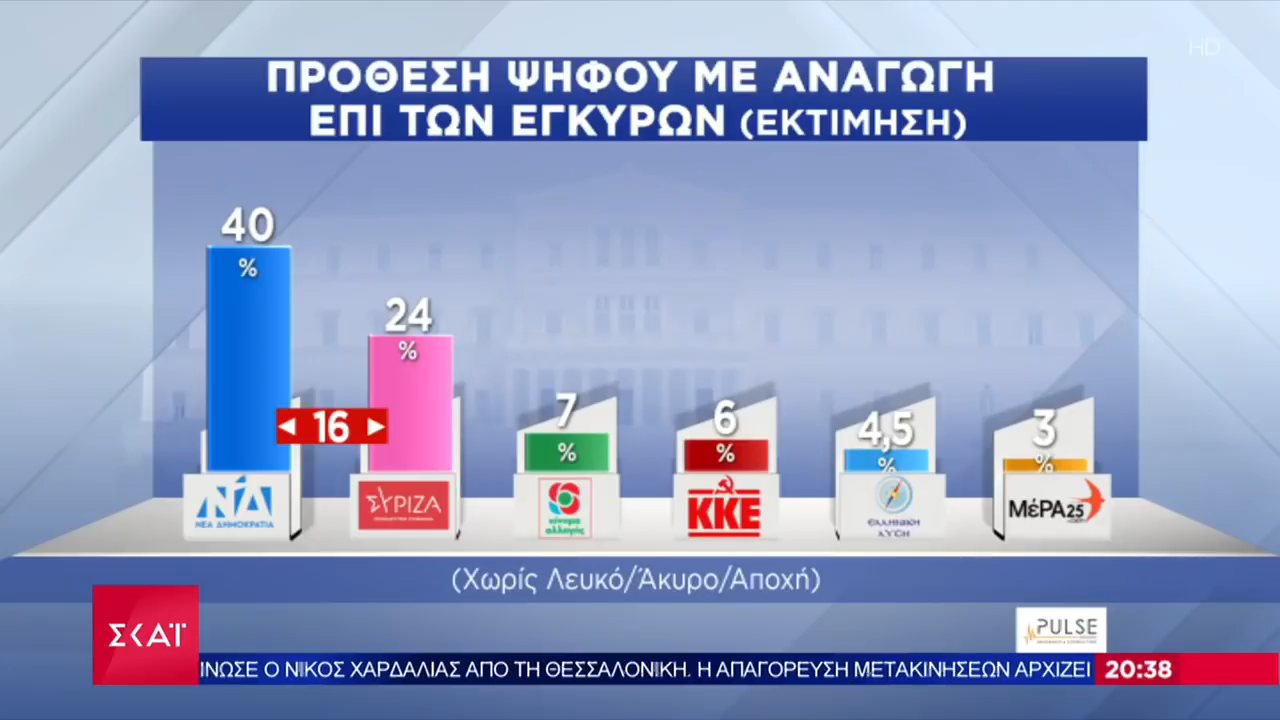 HD
ΠΡΟΘΕΣΗ ΨΗΦΟΥ ΜΕ ΑΝΑΓΩΓΗ
ΕΠΙ ΤΩΝ ΕΓΚΥΡΩΝ (ΕΚΤΙΜΗΣΗ)
40
%
24
%
7
%
6
%
4,5
%
3
%
16
ΝΔ
ΝΕΑ ΔΗΜΟΚΡΑΤΙΑ
ΣΥΡΙΖΑ
κίνημα
αλλαγής
ΚΚΕ
ΕΛΛΗΝΙΚΗ
ΛΥΣΗ
ΜέΡΑ25
(Χωρίς Λευκό/Άκυρο/Αποχή)
ΣΚΑΪ
PULSE
ΙΝΩΣΕ Ο ΝΙΚΟΣ ΧΑΡΔΑΛΙΑΣ ΑΠΟ ΤΗ ΘΕΣΣΑΛΟΝΙΚΗ. Η ΑΠΑΓΟΡΕΥΣΗ ΜΕΤΑΚΙΝΗΣΕΩΝ ΑΡΧΙΖΕΙ
20:38